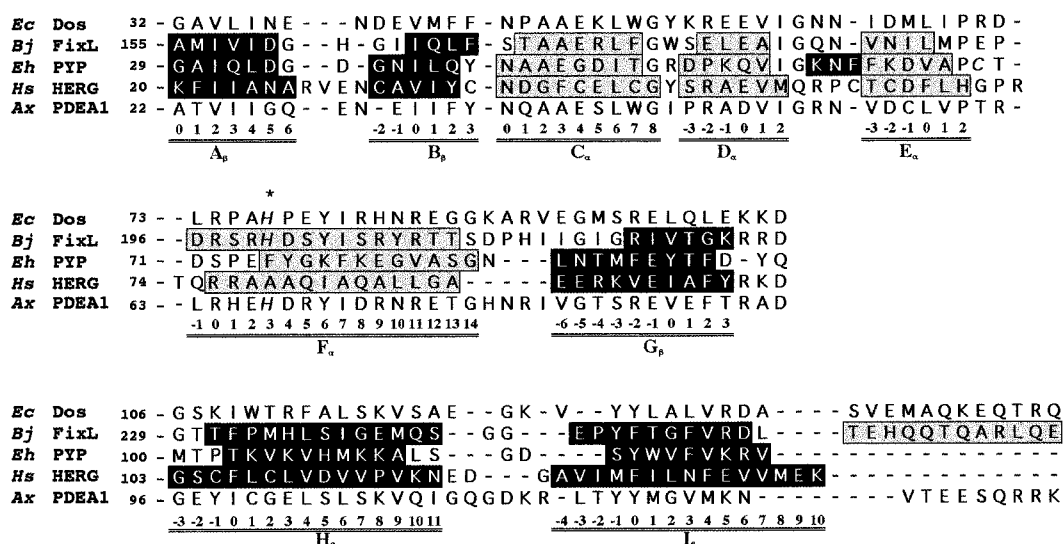 Ec Dos 32 - G A V L I N E - - - N D E V M F F - N P A A E K L W G Y K R E E V I G N N - I D M L I P R D -
Bj FixL 155 - A M I V I D G - - H - G I I Q L F - S T A A E R L F G W S E L E A I G Q N - V N I L M P E P -
Eh PYP 29 - G A I Q L D G - - D - G N I L Q Y - N A A E G D I T G R D P K Q V I G K N F F K D V A P C T -
Hs HERG 20 - K F I I A N A R V E N C A V I Y C - N D G F C E L C G Y S R A E V M Q R P C T C D F L H G P R
Ax PDEA1 22 - A T V I I G Q - - E N - E I I F Y - N Q A A E S L W G I P R A D V I G R N - V D C L V P T R -
0 1 2 3 4 5 6 -2 -1 0 1 2 3 0 1 2 3 4 5 6 7 8 -3 -2 -1 0 1 2 -3 -2 -1 0 1 2
Aβ Bβ Cα Dα Eα
*
Ec Dos 73 - - L R P A H P E Y I R H N R E G G K A R V E G M S R E L Q L E K K D
Bj FixL 196 - - D R S R H D S Y I S R Y R T T S D P H I I G I G R I V T G K R R D
Eh PYP 71 - - D S P E F Y G K F K E G V A S G N - - - L N T M F E Y T F D - Y Q
Hs HERG 74 - T Q R R A A A Q I A Q A L L G A - - - - E E R K V E I A F Y R K D
Ax PDEA1 63 - - L R H E H D R Y I D R N R E T G H N R I V G T S R E V E F T R A D
-1 0 1 2 3 4 5 6 7 8 9 10 11 12 13 14 -6 -5 -4 -3 -2 -1 0 1 2 3
Fα Gβ
Ec Dos 106 - G S K I W T R F A L S K V S A E - - G K - V - - Y Y L A L V R D A - - - - S V E M A Q K E Q T R Q
Bj FixL 229 - G T T F P M H L S I G E M Q S - - G G - - - E P Y F T G F V R D L - - - - T E H Q Q T Q A R L Q E
Eh PYP 100 - M T P T K V K V H M K K A L S - - G D - - - - S Y W V F V K R V - - - - - - - - - - - - - - -
Hs HERG 103 - G S C F L C L V D V V P V K N E D - - G A V I M F I L N F E V V M E K - - - - - - - - - - - - -
Ax PDEA1 96 - G E Y I C G E L S L S K V Q I G Q G D K R - L T Y Y M G V M K N - - - - - - - - V T E E S Q R R K
-3 -2 -1 0 1 2 3 4 5 6 7 8 9 10 11 -4 -3 -2 -1 0 1 2 3 4 5 6 7 8 9 10